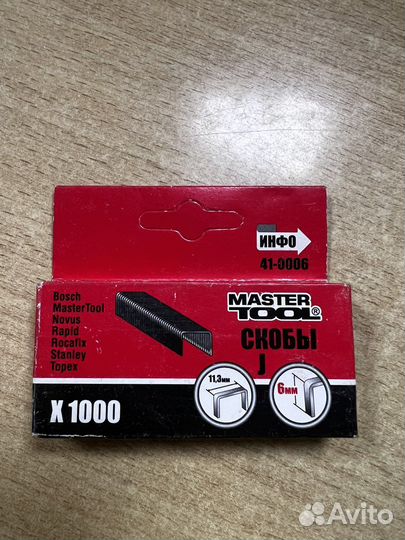 ИНФО
41-0006
Bosch
MasterTool
Novus
Rapid
Rocafix
Stanley
Topex
X 1000
MASTER
TOOL®
СКОБЫ
J
11,3мм
6мм
Avito